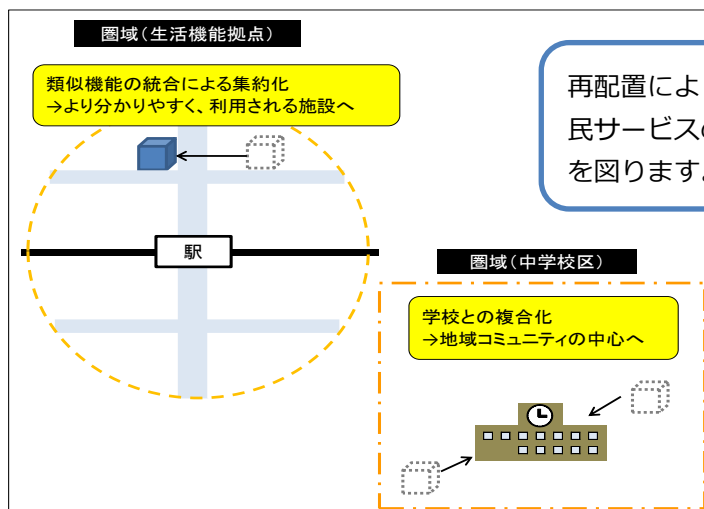 圏域（生活機能拠点）
類似機能の統合による集約化
→より分かりやすく、利用される施設へ
再配置によ
民サービスの
を図ります。
駅
圏域（中学校区）
学校との複合化
→地域コミュニティの中心へ